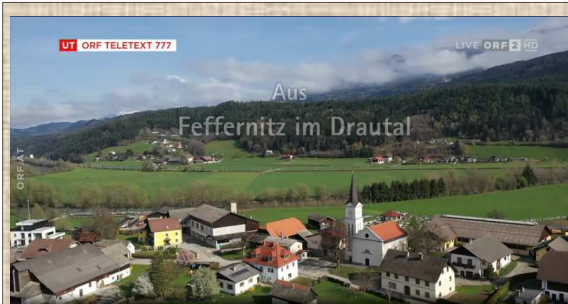 UT ORF TELETEXT 777
LIVE ORF 2 HD
Aus
Feffernitz im Drautal
ORF.AT